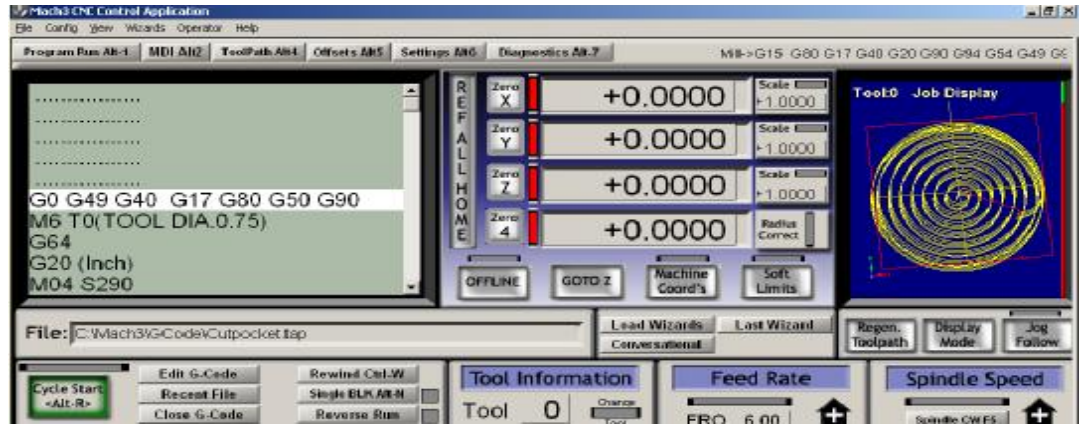 Mach3 CNC Control Application
File Config View Wizards Operator Help
Program Run Alt-1 MDI Alt2 ToolPath Alt4 Offsets Alt5 Settings Alt6 Diagnostics Alt-7 Mill->G15 G80 G17 G40 G20 G90 G94 G54 G49 G
G0 G49 G40 G17 G80 G50 G90
M6 T0(TOOL DIA.0.75)
G64
G20 (Inch)
M04 S290
REF ALL HOME
Zero X +0.0000 Scale +1.0000
Zero Y +0.0000 Scale +1.0000
Zero Z +0.0000 Scale +1.0000
Zero 4 +0.0000 Radius Correct
OFFLINE GOTO Z Machine Coord's Soft Limits
Tool:0 Job Display
File: C:\Mach3\GCode\Cutpocket.tap
Load Wizards Last Wizard
Conversational
Regen. Toolpath Display Mode Jog Follow
Cycle Start <Alt-R>
Edit G-Code Rewind Ctrl-W
Recent File Single BLK Alt-N
Close G-Code Reverse Run
Tool Information
Tool 0 Change Tool
Feed Rate
FRO 6.00
Spindle Speed
Spindle CW F5